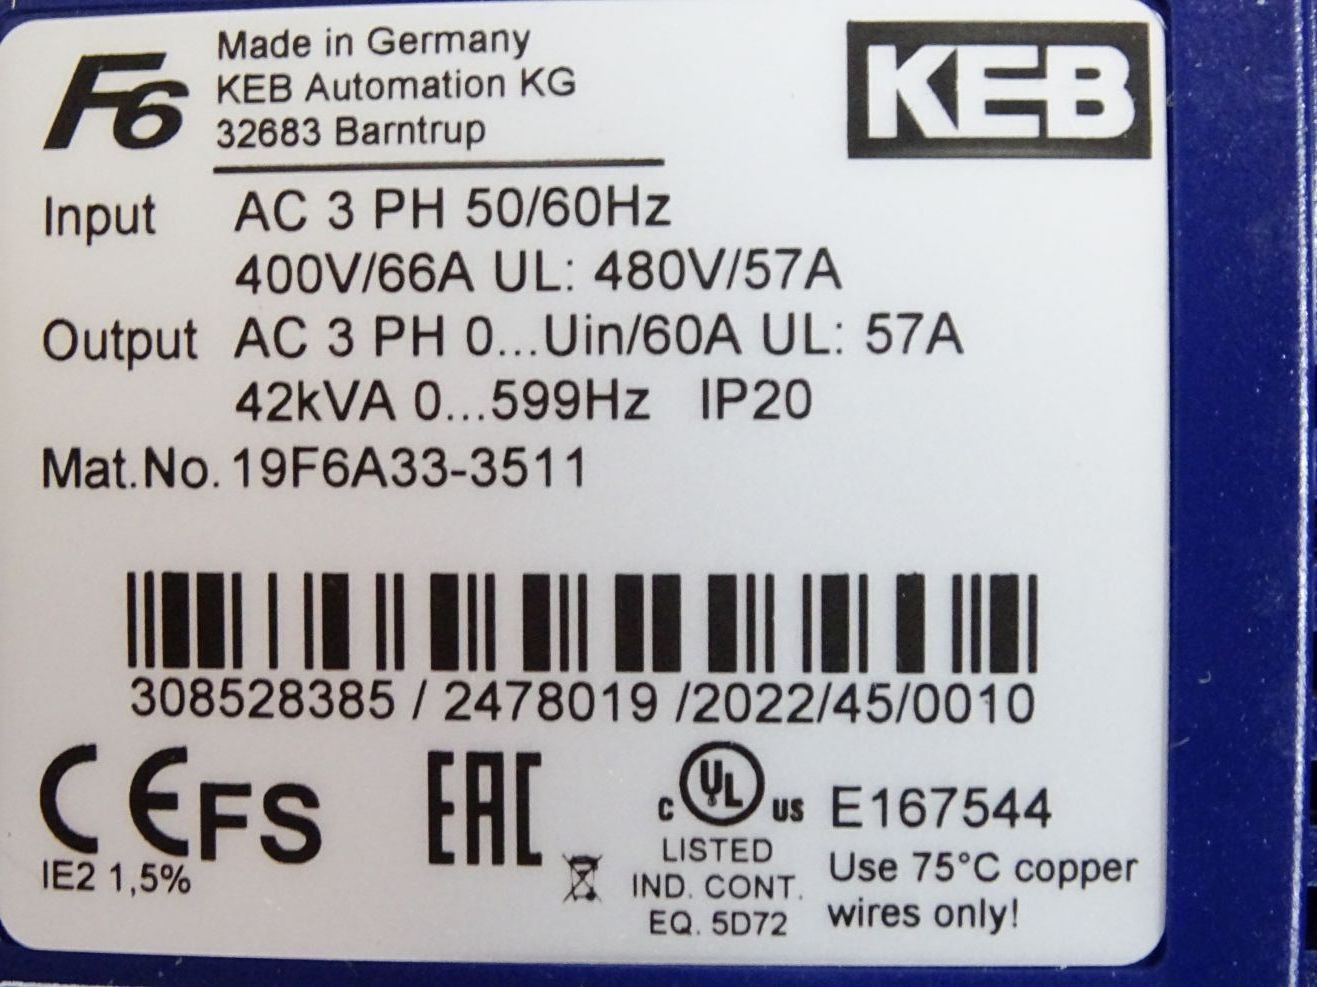 F6
Made in Germany
KEB Automation KG
32683 Barntrup
KEB
Input AC 3 PH 50/60Hz
400V/66A UL: 480V/57A
Output AC 3 PH 0...Uin/60A UL: 57A
42kVA 0...599Hz IP20
Mat.No. 19F6A33-3511
308528385 / 2478019 /2022/45/0010
CE FS
IE2 1,5%
EAC
C UL US
LISTED
IND. CONT.
EQ. 5D72
E167544
Use 75°C copper
wires only!